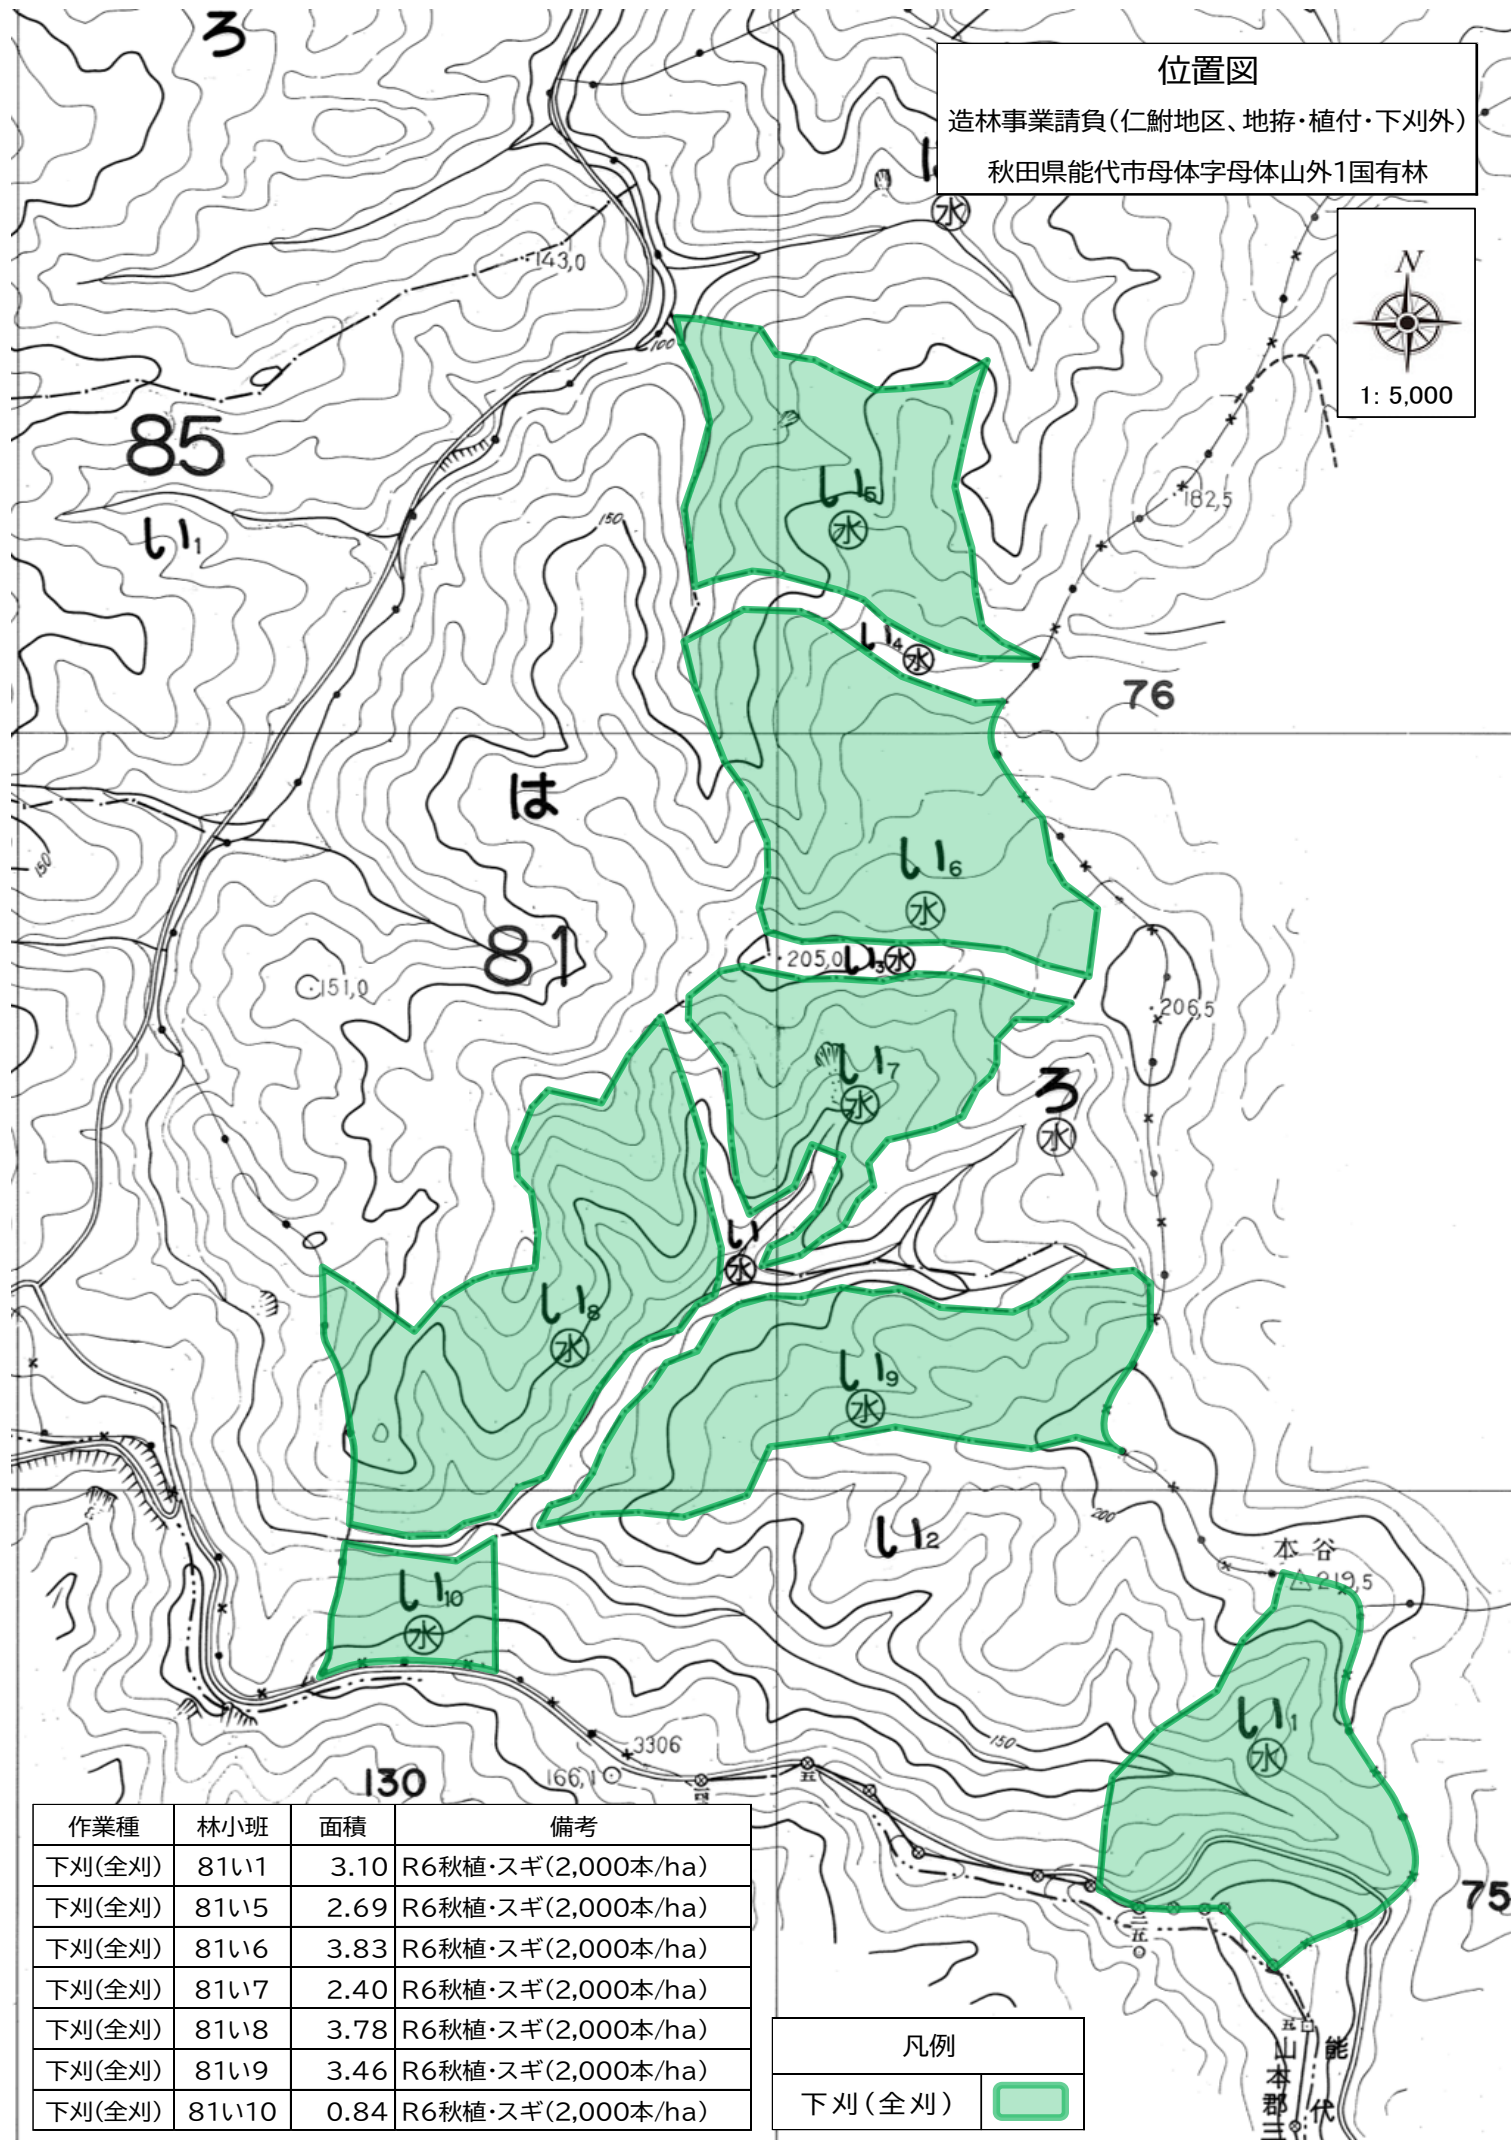 ろ
位置図
造林事業請負(仁鮒地区、地拵・植付・下刈外)
秋田県能代市母体字母体山外1国有林
水
N
1: 5,000
143,0
100
85
い1
150
い5
水
182,5
い4 水
76
は
150
い6
水
81
205,0 い3 水
151,0
206,5
い7
水
ろ
水
い
水
い8
水
い9
水
200
い2
本谷
219,5
い10
水
い1
水
150
3306
166,1
130
五
75
二五〇
五
能代
山本郡三
作業種 林小班 面積 備考
下刈(全刈) 81い1 3.10 R6秋植・スギ(2,000本/ha)
下刈(全刈) 81い5 2.69 R6秋植・スギ(2,000本/ha)
下刈(全刈) 81い6 3.83 R6秋植・スギ(2,000本/ha)
下刈(全刈) 81い7 2.40 R6秋植・スギ(2,000本/ha)
下刈(全刈) 81い8 3.78 R6秋植・スギ(2,000本/ha)
下刈(全刈) 81い9 3.46 R6秋植・スギ(2,000本/ha)
下刈(全刈) 81い10 0.84 R6秋植・スギ(2,000本/ha)
凡例
下刈(全刈)